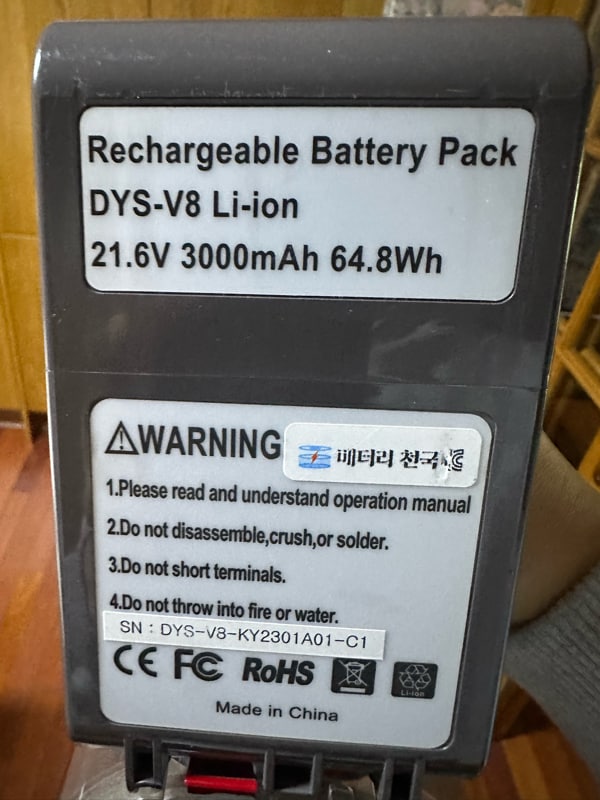 Rechargeable Battery Pack
DYS-V8 Li-ion
21.6V 3000mAh 64.8Wh
WARNING
배터리 천국
1.Please read and understand operation manual
2.Do not disassemble,crush,or solder.
3.Do not short terminals.
4.Do not throw into fire or water.
SN : DYS-V8-KY2301A01-C1
CE FC RoHS
Li-ion
Made in China